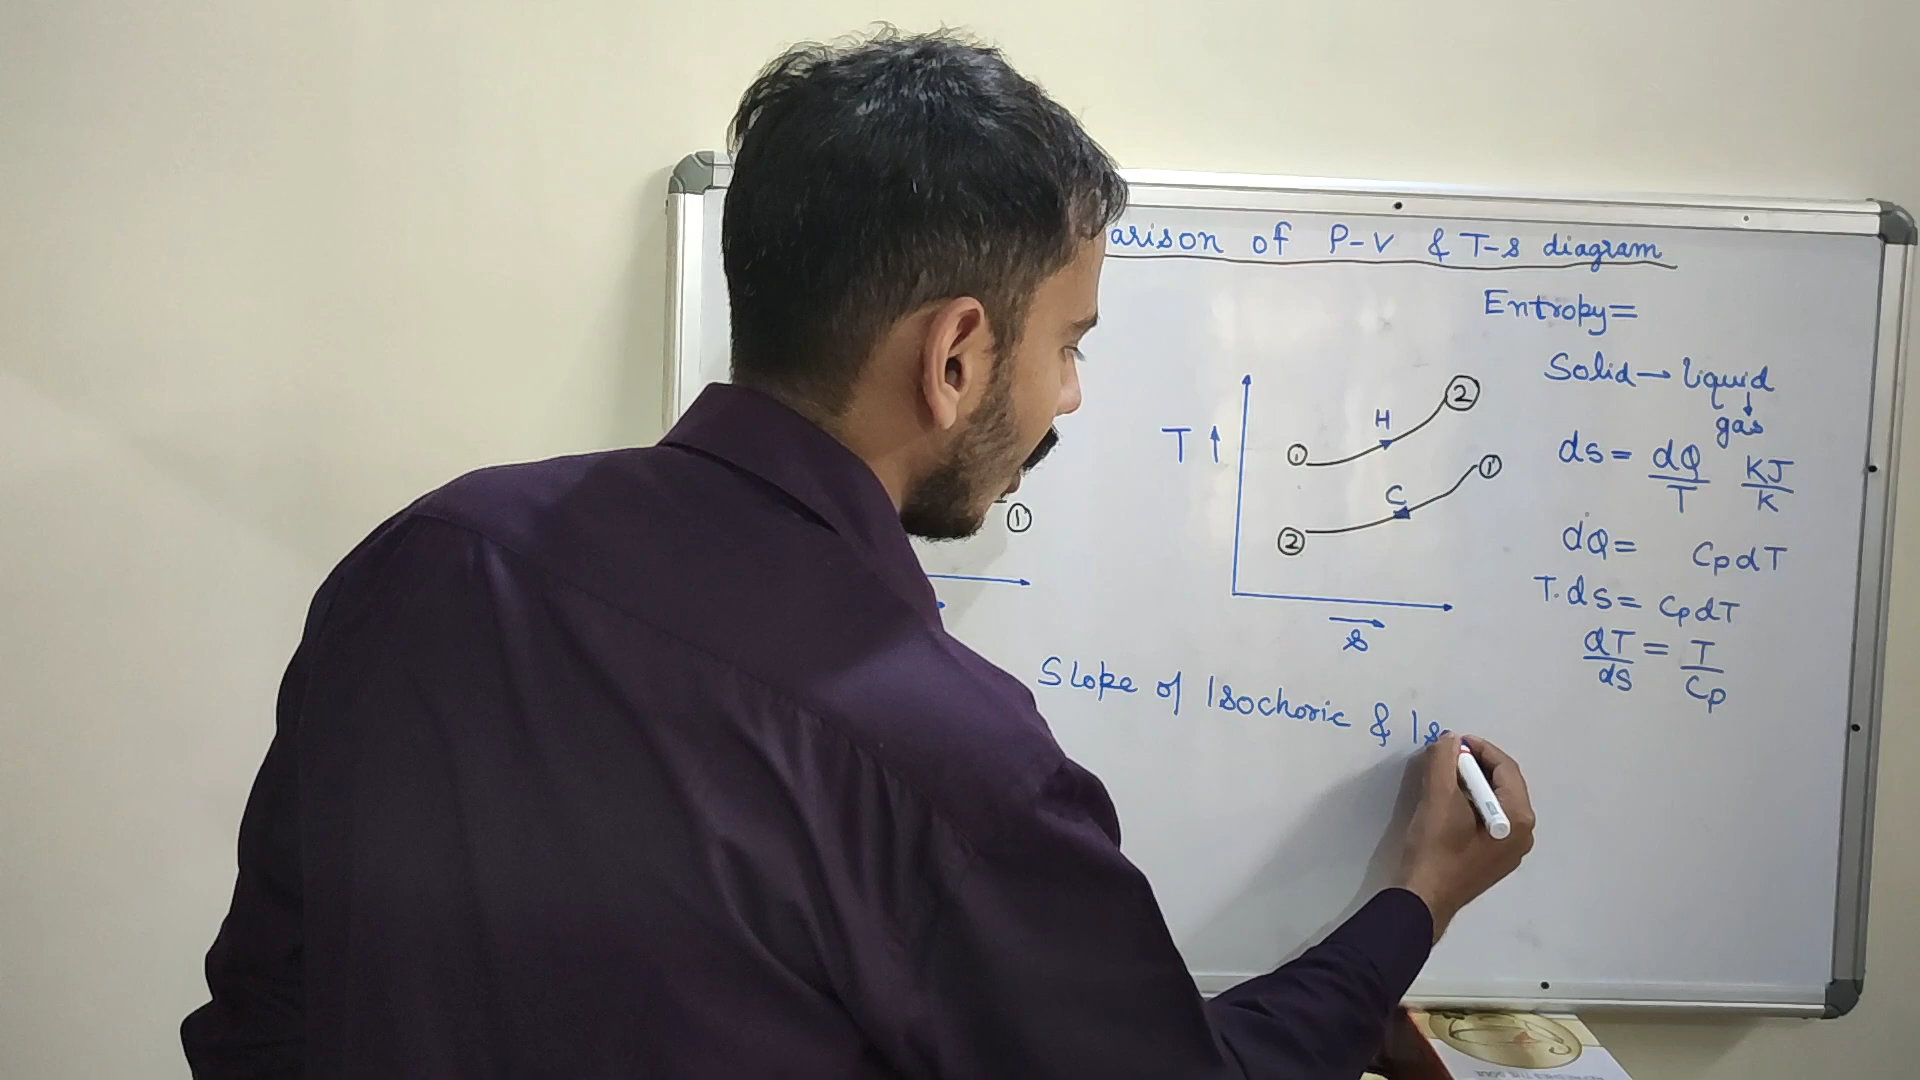 arison of P-V & T-s diagram
Entropy=
Solid → liquid
↓
gas
T ↑
H
①
②
C
①
②
s
①
ds = dQ/T KJ/K
dQ = CpdT
T.ds = CpdT
dT/ds = T/Cp
Slope of Isochoric & Is